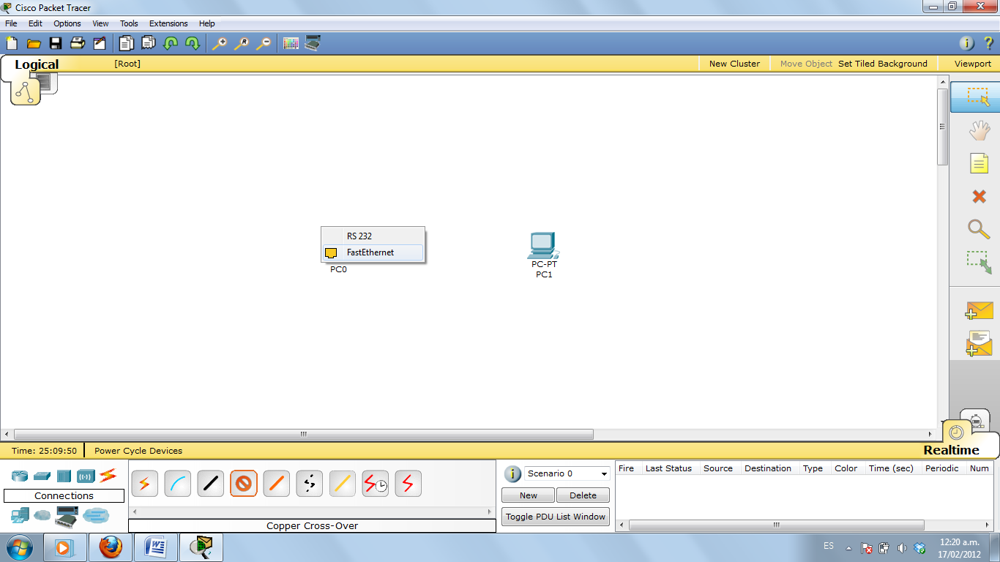 Cisco Packet Tracer
File Edit Options View Tools Extensions Help
Logical [Root] New Cluster Move Object Set Tiled Background Viewport
RS 232
FastEthernet
PC0
PC-PT
PC1
Time: 25:09:50 Power Cycle Devices Realtime
Connections
Copper Cross-Over
Scenario 0
New Delete
Toggle PDU List Window
Fire Last Status Source Destination Type Color Time (sec) Periodic Num
ES
12:20 a.m.
17/02/2012